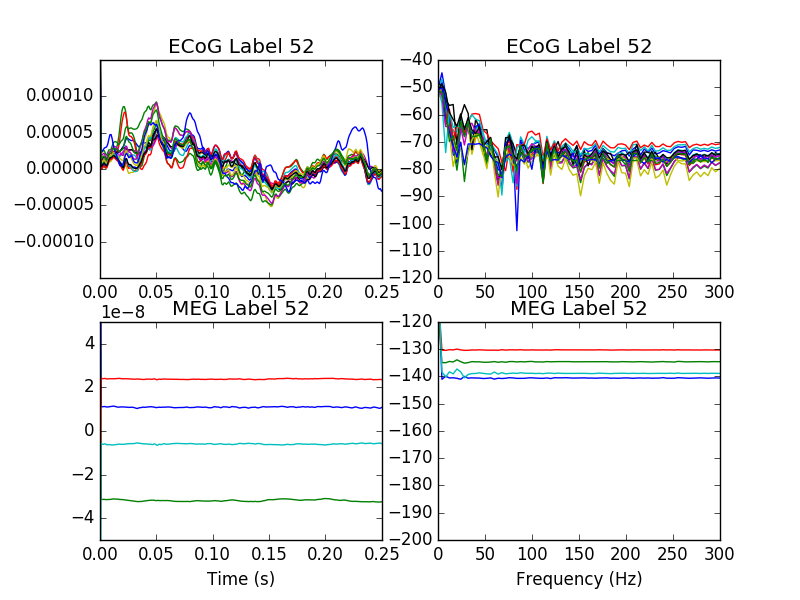 ECoG Label 52
ECoG Label 52
0.00010
0.00005
0.00000
−0.00005
−0.00010
0.00 0.05 0.10 0.15 0.20 0.25
−40
−50
−60
−70
−80
−90
−100
−110
−120
0 50 100 150 200 250 300
1e−8
MEG Label 52
MEG Label 52
4
2
0
−2
−4
0.00 0.05 0.10 0.15 0.20 0.25
Time (s)
−120
−130
−140
−150
−160
−170
−180
−190
−200
0 50 100 150 200 250 300
Frequency (Hz)